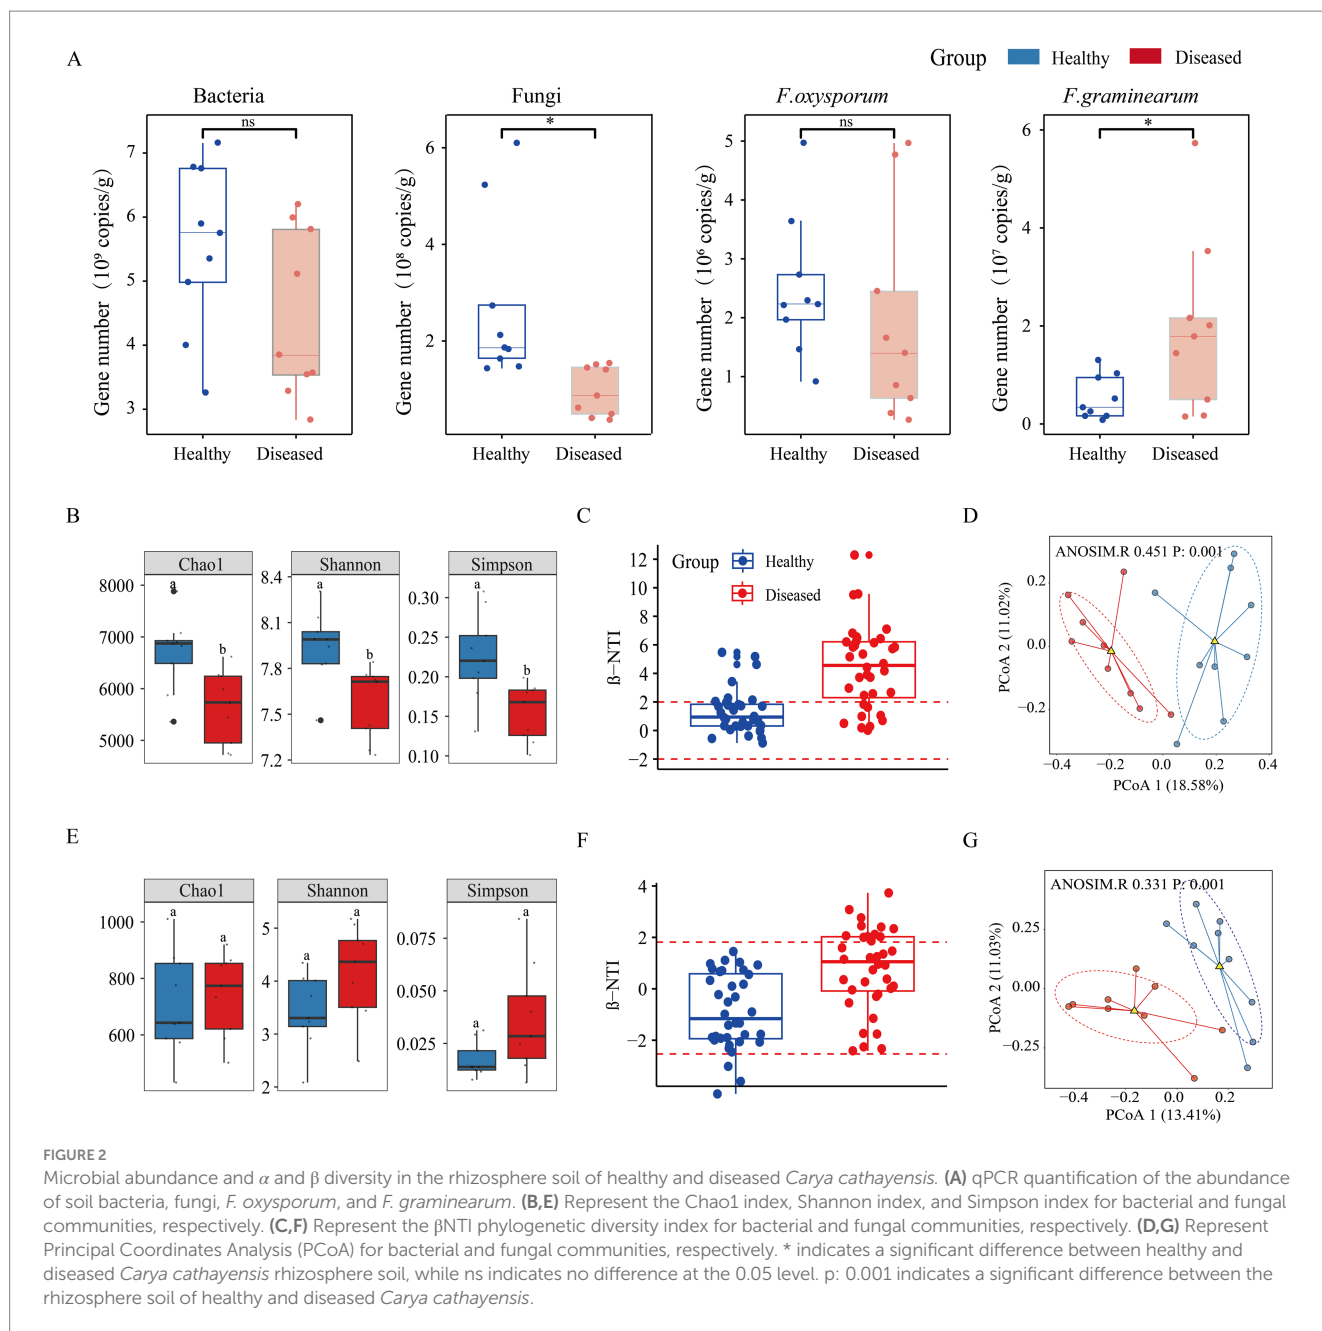 A
Group Healthy Diseased
Bacteria Fungi F.oxysporum F.graminearum
ns * ns *
Gene number (10⁹ copies/g)
7
6
5
4
3
Healthy Diseased
Gene number (10⁸ copies/g)
6
4
2
Healthy Diseased
Gene number (10⁶ copies/g)
5
4
3
2
1
Healthy Diseased
Gene number (10⁷ copies/g)
6
4
2
0
Healthy Diseased
B
Chao1 Shannon Simpson
8000
7000
6000
5000
a
b
8.4
8.1
7.8
7.5
7.2
a
b
0.30
0.25
0.20
0.15
0.10
a
b
C
Group Healthy
Diseased
ß−NTI
12
10
8
6
4
2
0
−2
D
ANOSIM.R 0.451 P: 0.001
PCoA 2 (11.02%)
0.2
0.0
−0.2
−0.4 −0.2 0.0 0.2 0.4
PCoA 1 (18.58%)
E
Chao1 Shannon Simpson
1000
800
600
a
a
5
4
3
2
a
a
0.075
0.050
0.025
a
a
F
ß−NTI
4
2
0
−2
G
ANOSIM.R 0.331 P: 0.001
PCoA 2 (11.03%)
0.25
0.00
−0.25
−0.4 −0.2 0.0 0.2
PCoA 1 (13.41%)
FIGURE 2
Microbial abundance and α and β diversity in the rhizosphere soil of healthy and diseased Carya cathayensis. (A) qPCR quantification of the abundance
of soil bacteria, fungi, F. oxysporum, and F. graminearum. (B,E) Represent the Chao1 index, Shannon index, and Simpson index for bacterial and fungal
communities, respectively. (C,F) Represent the βNTI phylogenetic diversity index for bacterial and fungal communities, respectively. (D,G) Represent
Principal Coordinates Analysis (PCoA) for bacterial and fungal communities, respectively. * indicates a significant difference between healthy and
diseased Carya cathayensis rhizosphere soil, while ns indicates no difference at the 0.05 level. p: 0.001 indicates a significant difference between the
rhizosphere soil of healthy and diseased Carya cathayensis.